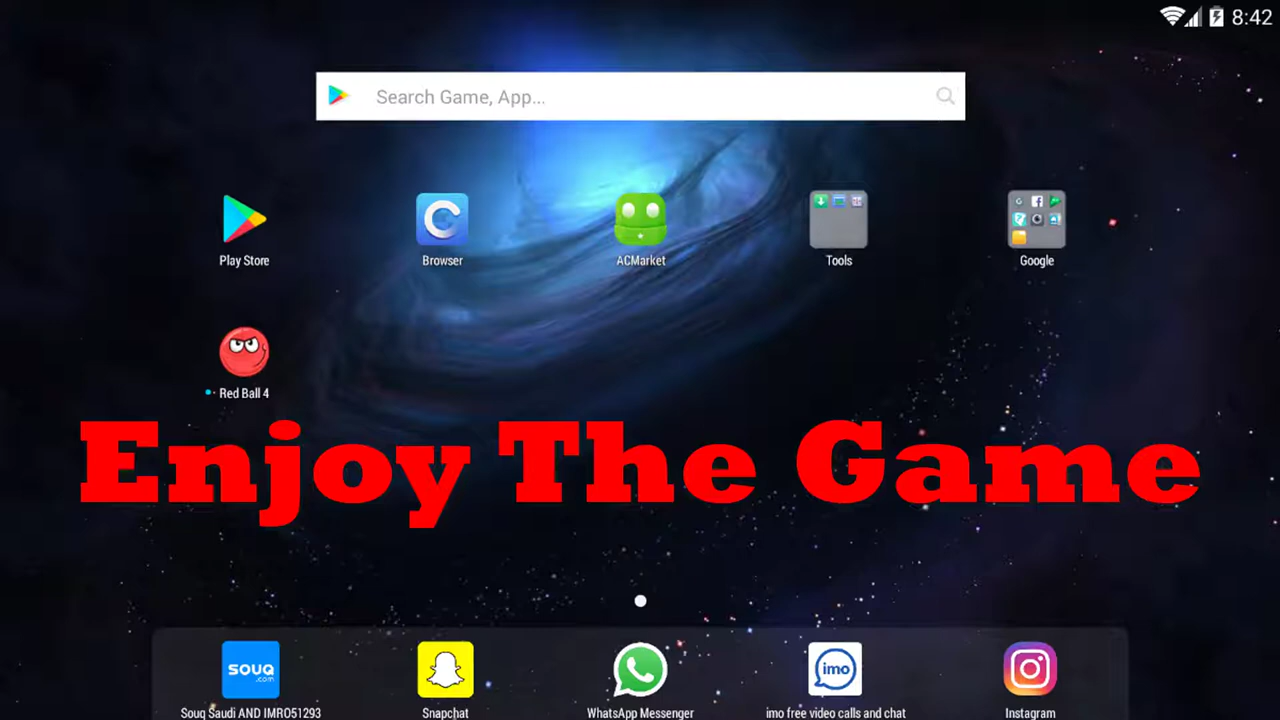 8:42
Search Game, App...
Play Store
Browser
ACMarket
Tools
Google
Red Ball 4
Enjoy The Game
souq
.com
imo
Souq Saudi AND IMRO51293
Snapchat
WhatsApp Messenger
imo free video calls and chat
Instagram